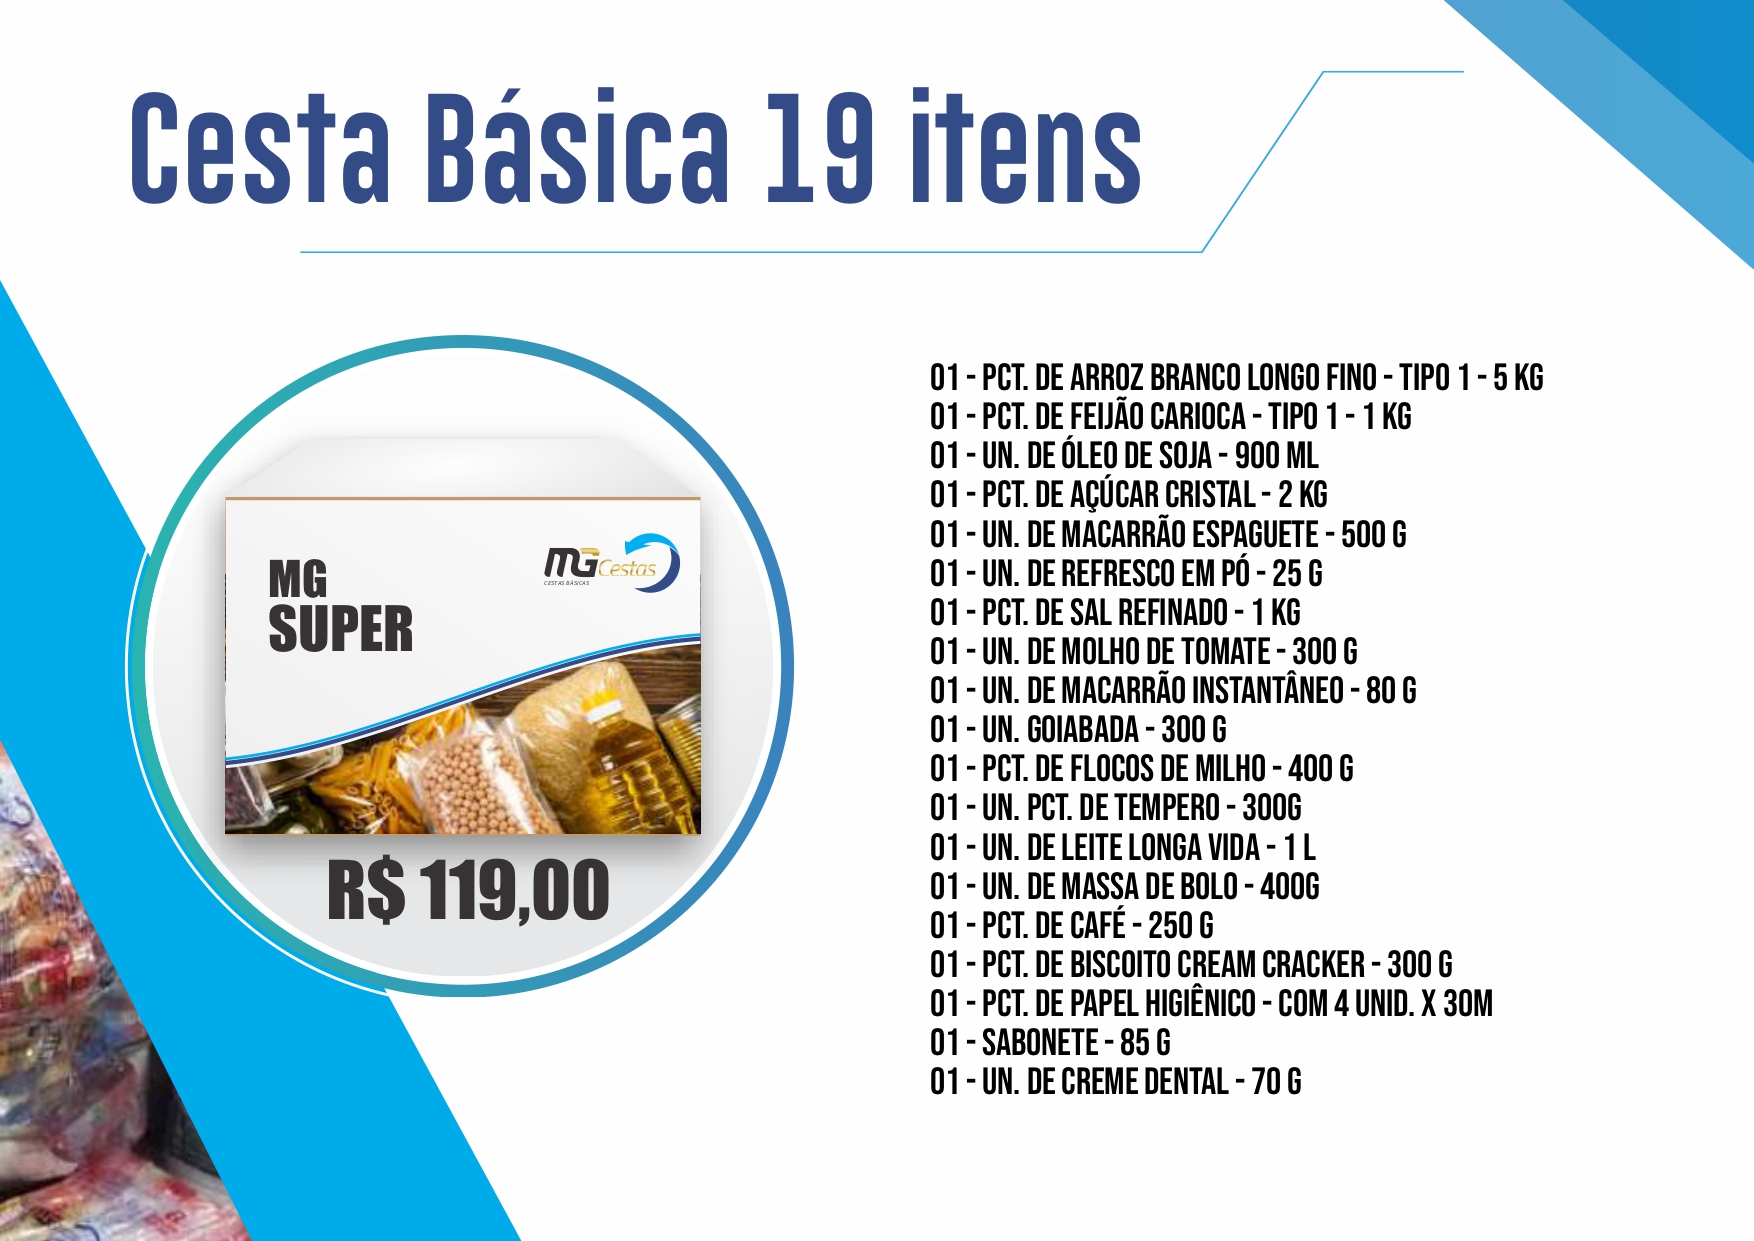 Cesta Básica 19 itens
MG
SUPER
MGCestas
CESTAS BÁSICAS
R$ 119,00
01 - PCT. DE ARROZ BRANCO LONGO FINO - TIPO 1 - 5 KG
01 - PCT. DE FEIJÃO CARIOCA - TIPO 1 - 1 KG
01 - UN. DE ÓLEO DE SOJA - 900 ML
01 - PCT. DE AÇÚCAR CRISTAL - 2 KG
01 - UN. DE MACARRÃO ESPAGUETE - 500 G
01 - UN. DE REFRESCO EM PÓ - 25 G
01 - PCT. DE SAL REFINADO - 1 KG
01 - UN. DE MOLHO DE TOMATE - 300 G
01 - UN. DE MACARRÃO INSTANTÂNEO - 80 G
01 - UN. GOIABADA - 300 G
01 - PCT. DE FLOCOS DE MILHO - 400 G
01 - UN. PCT. DE TEMPERO - 300G
01 - UN. DE LEITE LONGA VIDA - 1 L
01 - UN. DE MASSA DE BOLO - 400G
01 - PCT. DE CAFÉ - 250 G
01 - PCT. DE BISCOITO CREAM CRACKER - 300 G
01 - PCT. DE PAPEL HIGIÊNICO - COM 4 UNID. X 30M
01 - SABONETE - 85 G
01 - UN. DE CREME DENTAL - 70 G